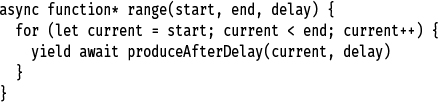 async function* range(start, end, delay) {
  for (let current = start; current < end; current++) {
    yield await produceAfterDelay(current, delay)
  }
}